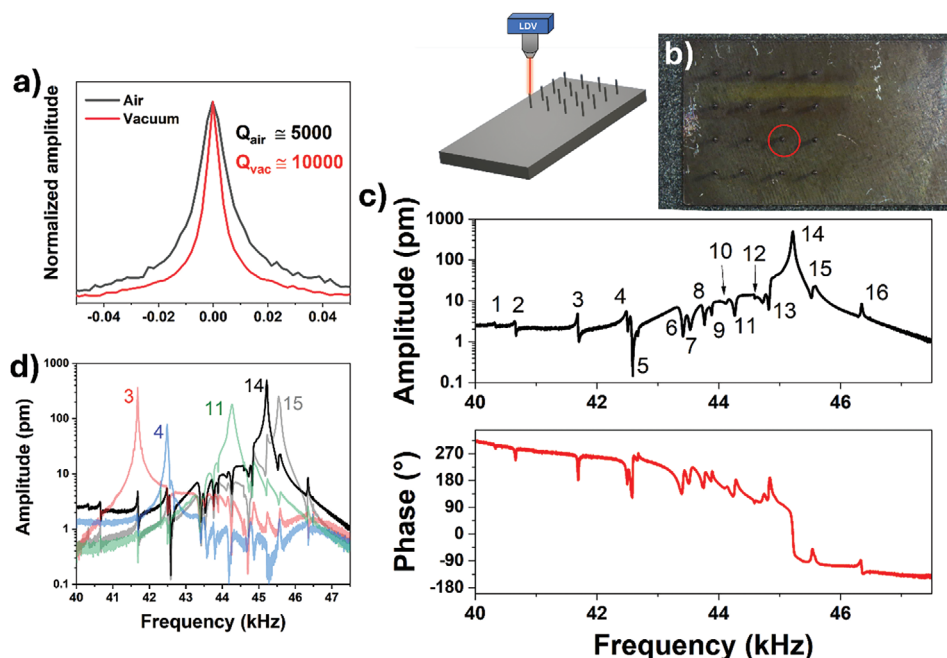 LDV
a)
Air
Vacuum
Qair ≅ 5000
Qvac ≅ 10000
Normalized amplitude
-0.04 -0.02 0.00 0.02 0.04
b)
c)
Amplitude (pm)
1000
100
10
1
0.1
1 2 3 4 5 6 7 8 9 10 11 12 13 14 15 16
40 42 44 46
Phase (°)
270
180
90
0
-90
-180
40 42 44 46
Frequency (kHz)
d)
Amplitude (pm)
1000
100
10
1
0.1
3 4 11 14 15
40 41 42 43 44 45 46 47
Frequency (kHz)